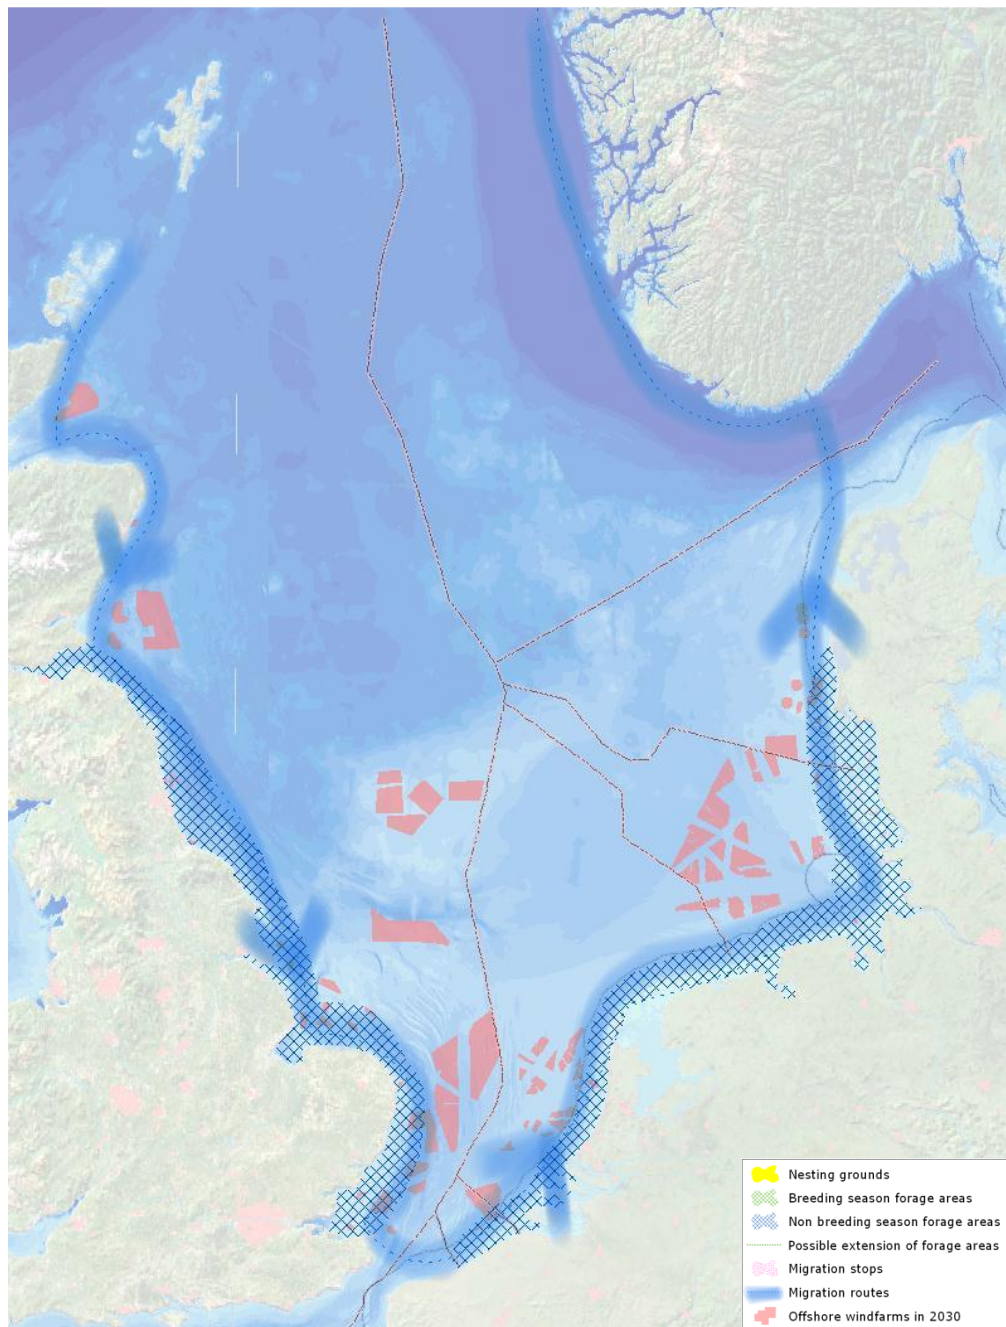 Nesting grounds
Breeding season forage areas
Non breeding season forage areas
Possible extension of forage areas
Migration stops
Migration routes
Offshore windfarms in 2030